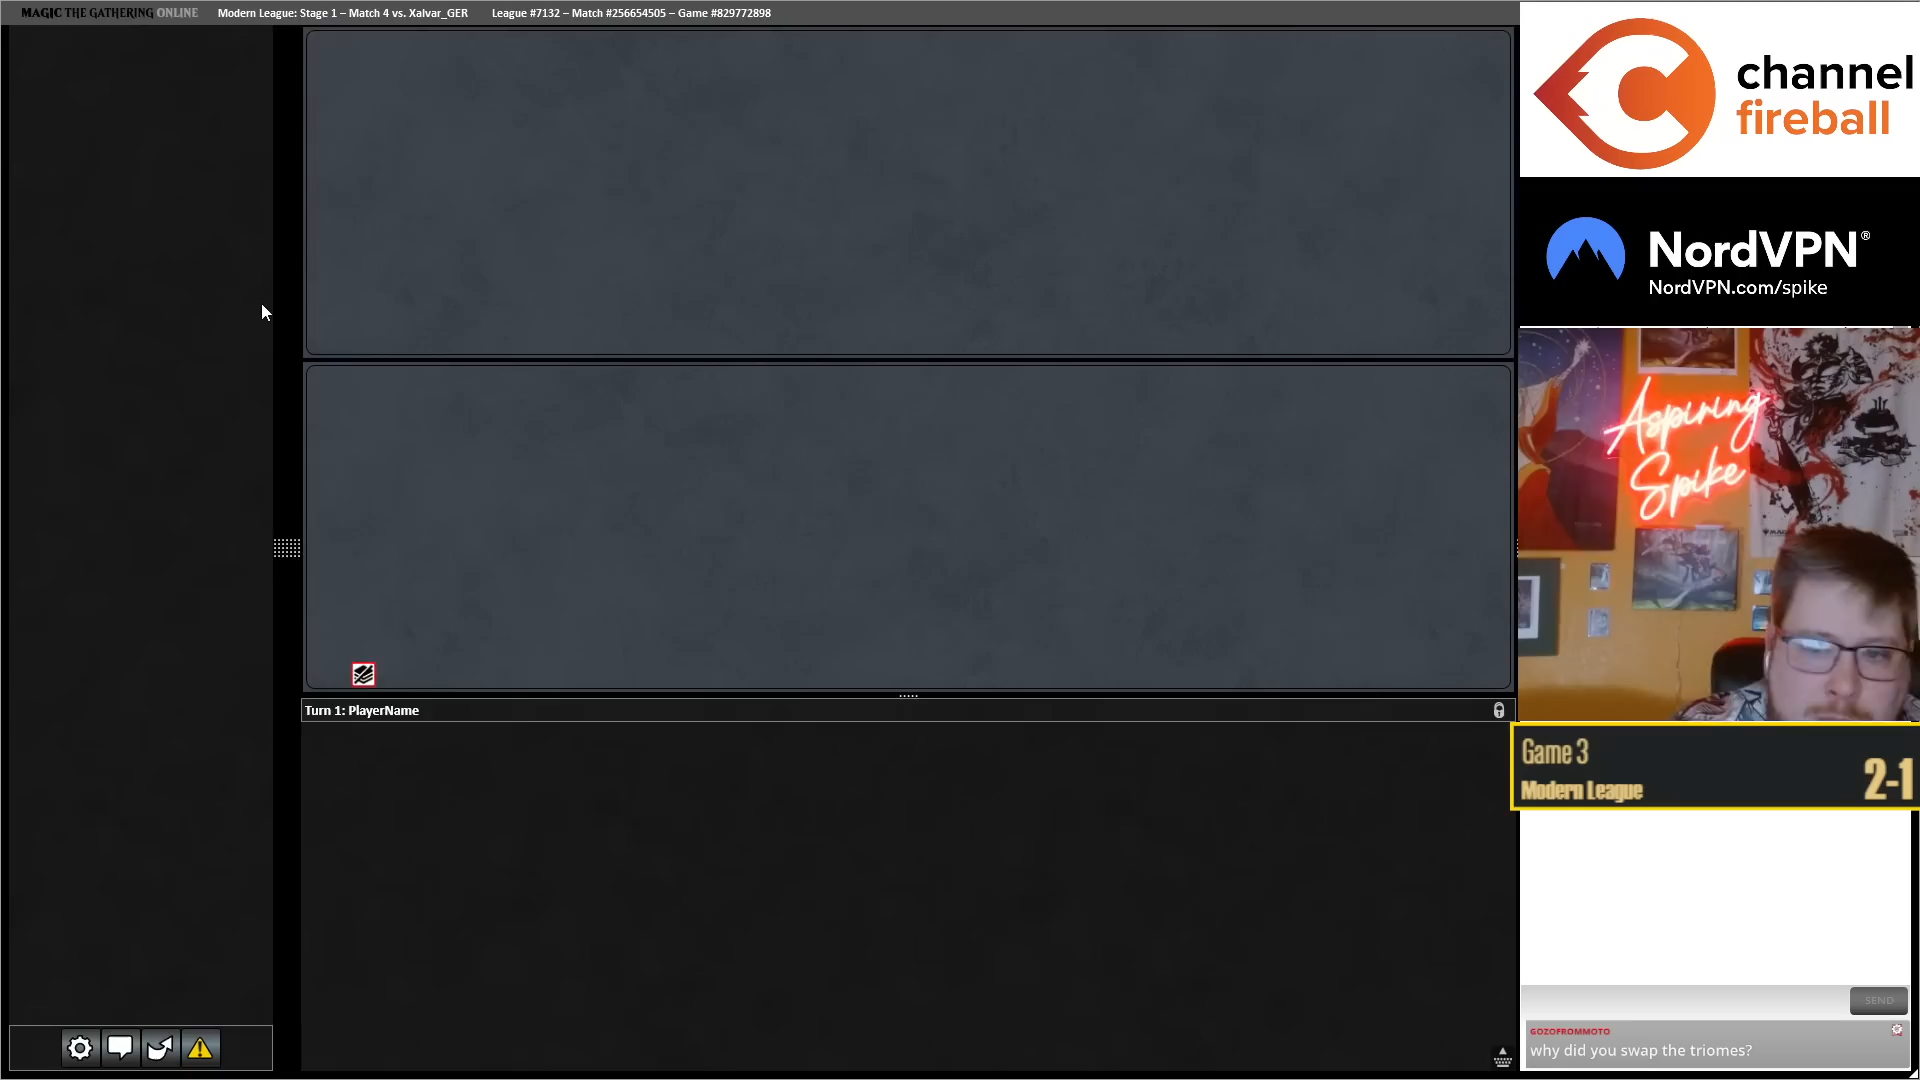 MAGIC THE GATHERING ONLINE
Modern League: Stage 1 – Match 4 vs. Xalvar_GER
League #7132 – Match #256654505 – Game #829772898
channel
fireball
NordVPN®
NordVPN.com/spike
Aspiring
Spike
Turn 1: PlayerName
Game 3
Modern League
2-1
SEND
GOZOFROMMOTO
why did you swap the triomes?